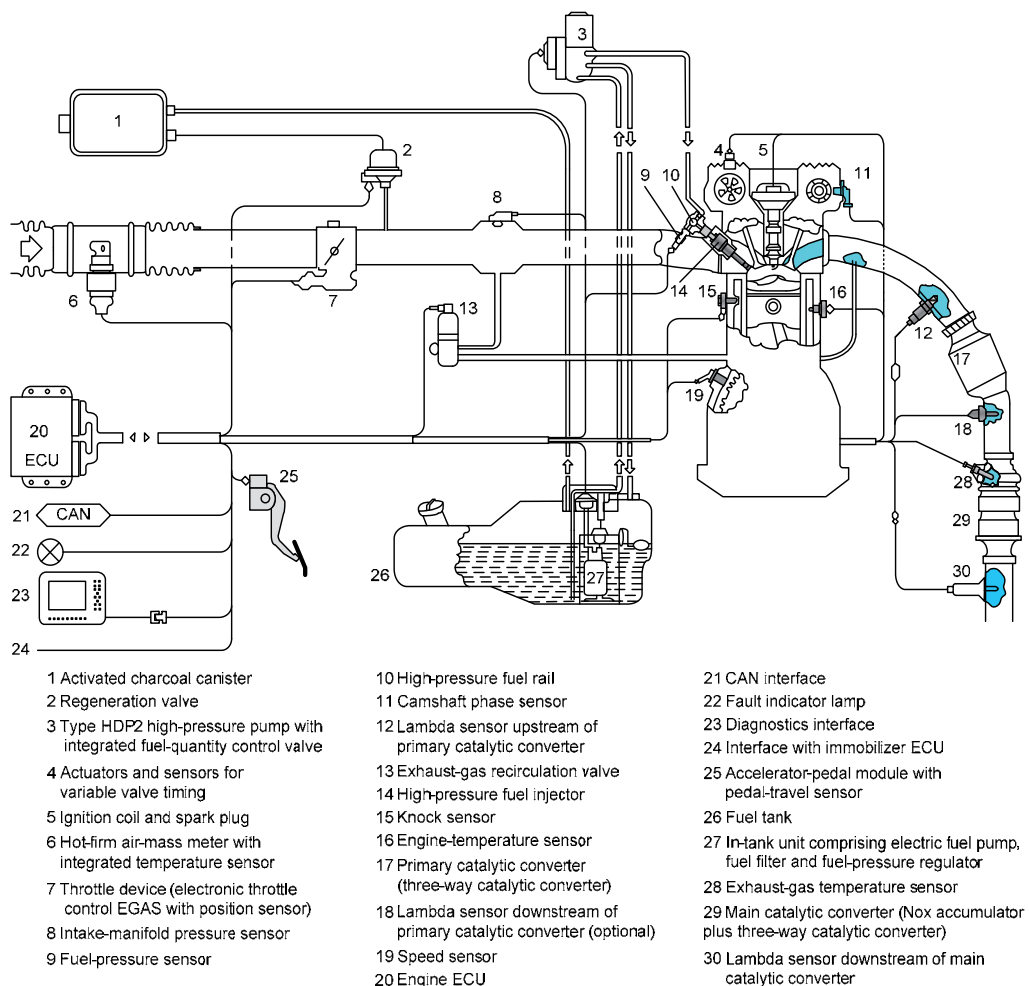 3
1
2
4
5
11
9
10
8
6
7
13
14
15
16
12
17
19
18
20
ECU
25
28
21 CAN
29
22
26
27
30
23
24
1 Activated charcoal canister
2 Regeneration valve
3 Type HDP2 high-pressure pump with
integrated fuel-quantity control valve
4 Actuators and sensors for
variable valve timing
5 Ignition coil and spark plug
6 Hot-firm air-mass meter with
integrated temperature sensor
7 Throttle device (electronic throttle
control EGAS with position sensor)
8 Intake-manifold pressure sensor
9 Fuel-pressure sensor
10 High-pressure fuel rail
11 Camshaft phase sensor
12 Lambda sensor upstream of
primary catalytic converter
13 Exhaust-gas recirculation valve
14 High-pressure fuel injector
15 Knock sensor
16 Engine-temperature sensor
17 Primary catalytic converter
(three-way catalytic converter)
18 Lambda sensor downstream of
primary catalytic converter (optional)
19 Speed sensor
20 Engine ECU
21 CAN interface
22 Fault indicator lamp
23 Diagnostics interface
24 Interface with immobilizer ECU
25 Accelerator-pedal module with
pedal-travel sensor
26 Fuel tank
27 In-tank unit comprising electric fuel pump,
fuel filter and fuel-pressure regulator
28 Exhaust-gas temperature sensor
29 Main catalytic converter (Nox accumulator
plus three-way catalytic converter)
30 Lambda sensor downstream of main
catalytic converter